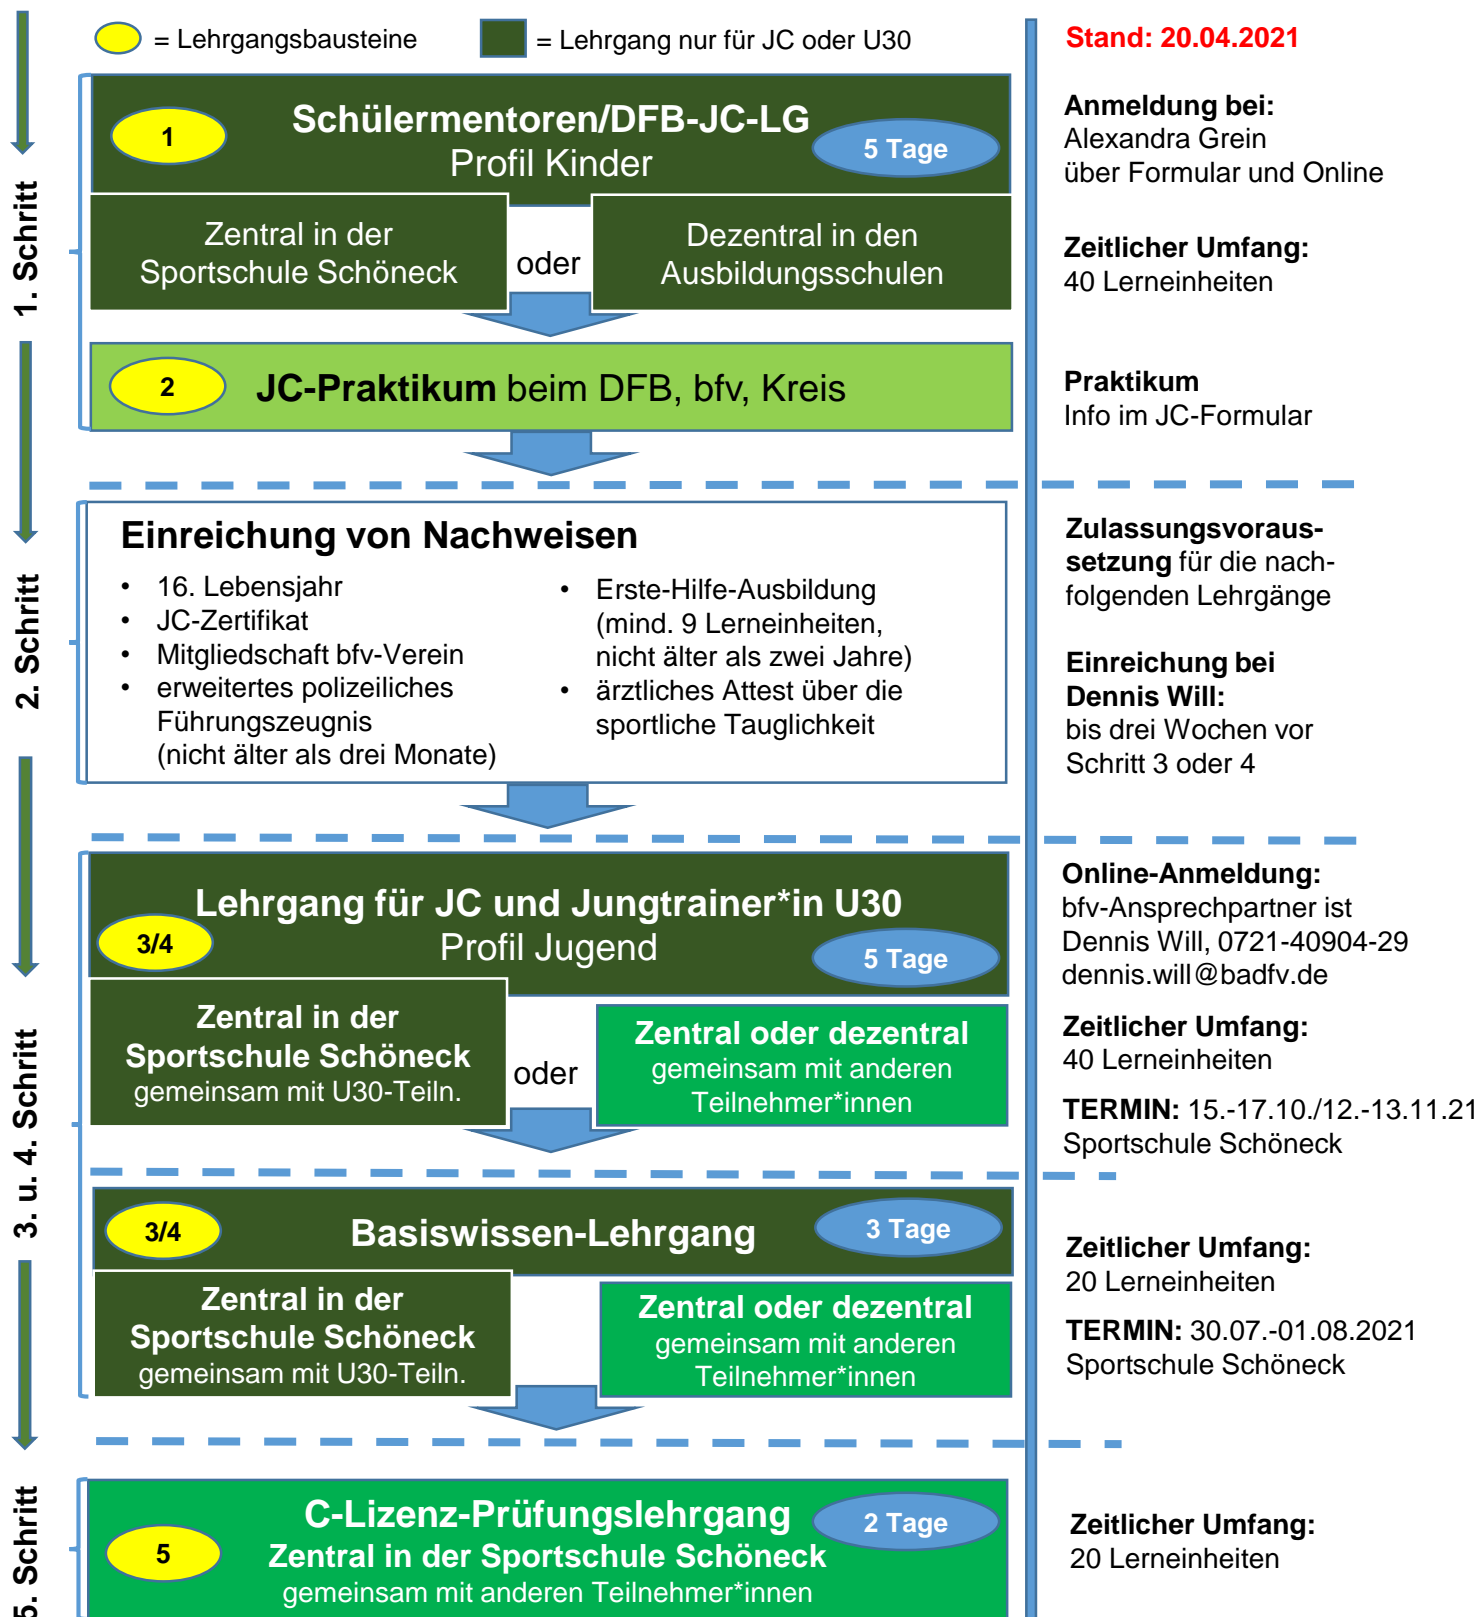 = Lehrgangsbausteine
= Lehrgang nur für JC oder U30
Stand: 20.04.2021
1. Schritt
1
Schülermentoren/DFB-JC-LG
Profil Kinder
5 Tage
Zentral in der
Sportschule Schöneck
oder
Dezentral in den
Ausbildungsschulen
Anmeldung bei:
Alexandra Grein
über Formular und Online
Zeitlicher Umfang:
40 Lerneinheiten
2
JC-Praktikum beim DFB, bfv, Kreis
Praktikum
Info im JC-Formular
2. Schritt
Einreichung von Nachweisen
• 16. Lebensjahr
• JC-Zertifikat
• Mitgliedschaft bfv-Verein
• erweitertes polizeiliches
Führungszeugnis
(nicht älter als drei Monate)
• Erste-Hilfe-Ausbildung
(mind. 9 Lerneinheiten,
nicht älter als zwei Jahre)
• ärztliches Attest über die
sportliche Tauglichkeit
Zulassungsvoraus-
setzung für die nach-
folgenden Lehrgänge
Einreichung bei
Dennis Will:
bis drei Wochen vor
Schritt 3 oder 4
3. u. 4. Schritt
Lehrgang für JC und Jungtrainer*in U30
3/4
Profil Jugend
5 Tage
Zentral in der
Sportschule Schöneck
gemeinsam mit U30-Teiln.
oder
Zentral oder dezentral
gemeinsam mit anderen
Teilnehmer*innen
Online-Anmeldung:
bfv-Ansprechpartner ist
Dennis Will, 0721-40904-29
dennis.will@badfv.de
Zeitlicher Umfang:
40 Lerneinheiten
TERMIN: 15.-17.10./12.-13.11.21
Sportschule Schöneck
3/4
Basiswissen-Lehrgang
3 Tage
Zentral in der
Sportschule Schöneck
gemeinsam mit U30-Teiln.
Zentral oder dezentral
gemeinsam mit anderen
Teilnehmer*innen
Zeitlicher Umfang:
20 Lerneinheiten
TERMIN: 30.07.-01.08.2021
Sportschule Schöneck
5. Schritt
5
C-Lizenz-Prüfungslehrgang
2 Tage
Zentral in der Sportschule Schöneck
gemeinsam mit anderen Teilnehmer*innen
Zeitlicher Umfang:
20 Lerneinheiten